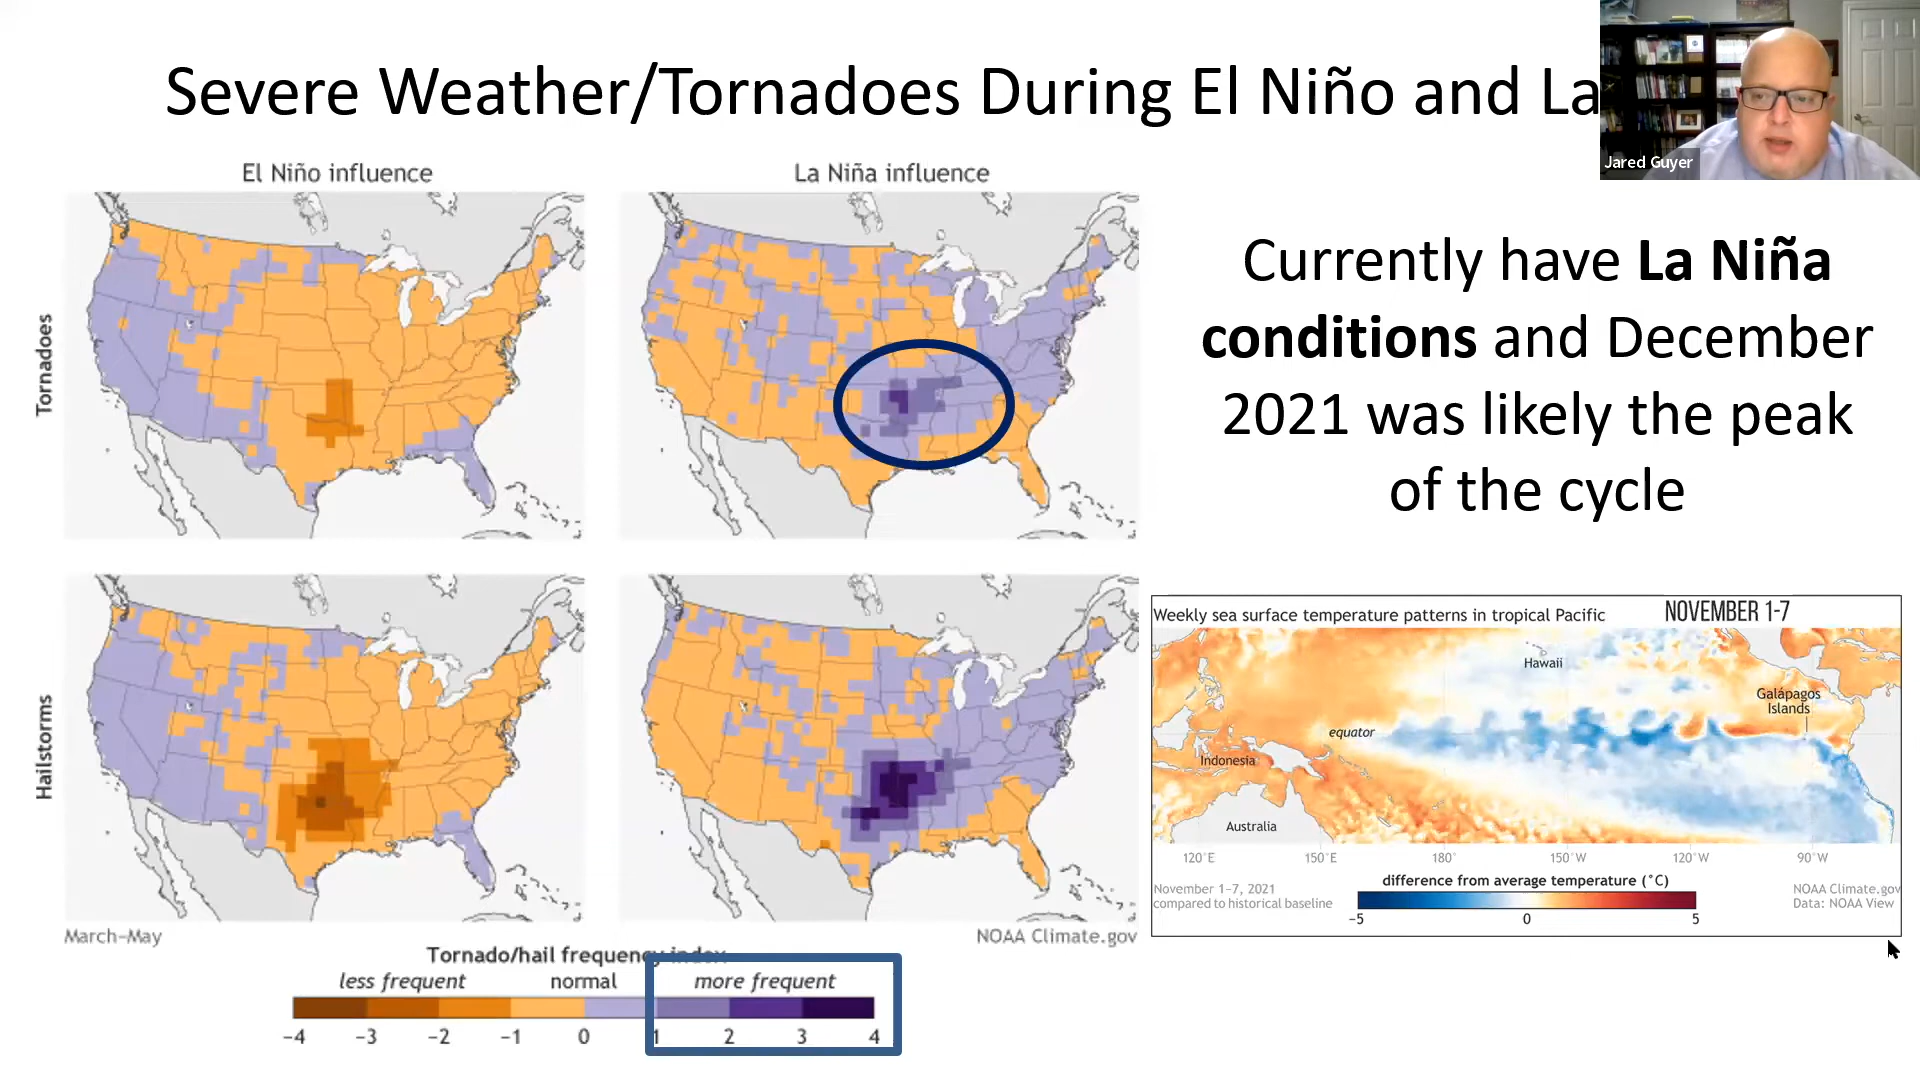 Severe Weather/Tornadoes During El Niño and La
Jared Guyer
El Niño influence
La Niña influence
Tornadoes
Hailstorms
March–May
NOAA Climate.gov
Tornado/hail frequency index
less frequent
normal
more frequent
−4 −3 −2 −1 0 1 2 3 4
Currently have La Niña
conditions and December
2021 was likely the peak
of the cycle
Weekly sea surface temperature patterns in tropical Pacific
NOVEMBER 1-7
Hawaii
Galápagos
Islands
equator
Indonesia
Australia
120°E 150°E 180° 150°W 120°W 90°W
November 1–7, 2021
compared to historical baseline
difference from average temperature (°C)
−5 0 5
NOAA Climate.gov
Data: NOAA View